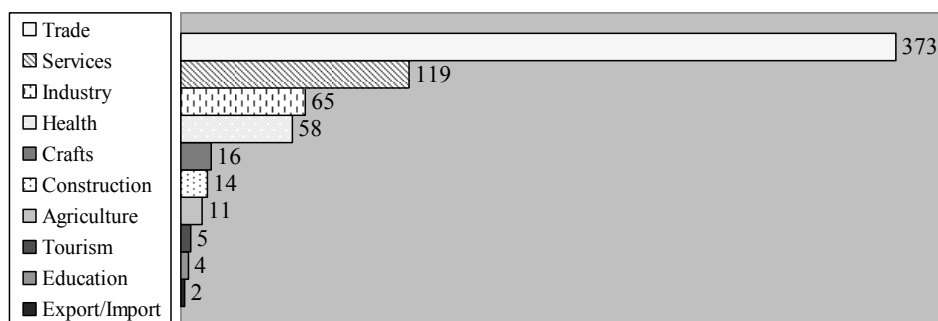 Trade
Services
Industry
Health
Crafts
Construction
Agriculture
Tourism
Education
Export/Import
373
119
65
58
16
14
11
5
4
2